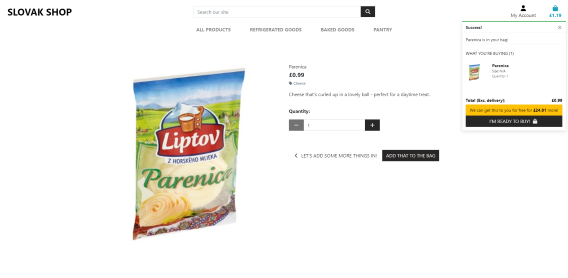 SLOVAK SHOP
Search our site
My Account
£1.19
ALL PRODUCTS
REFRIGERATED GOODS
BAKED GOODS
PANTRY
Success!
Parenica is in your bag!
WHAT YOU'RE BUYING (1)
Parenica
Size N/A
Quantity: 1
Total (Exc. delivery):
£0.99
We can get this to you for free for £24.01 more!
I'M READY TO BUY!
Parenica
£0.99
Cheese
Cheese that's curled up in a lovely ball - perfect for a daytime treat.
Quantity:
1
LET'S ADD SOME MORE THINGS IN!
ADD THAT TO THE BAG
Liptov
Z HORSKÉHO MLIEKA
Parenica